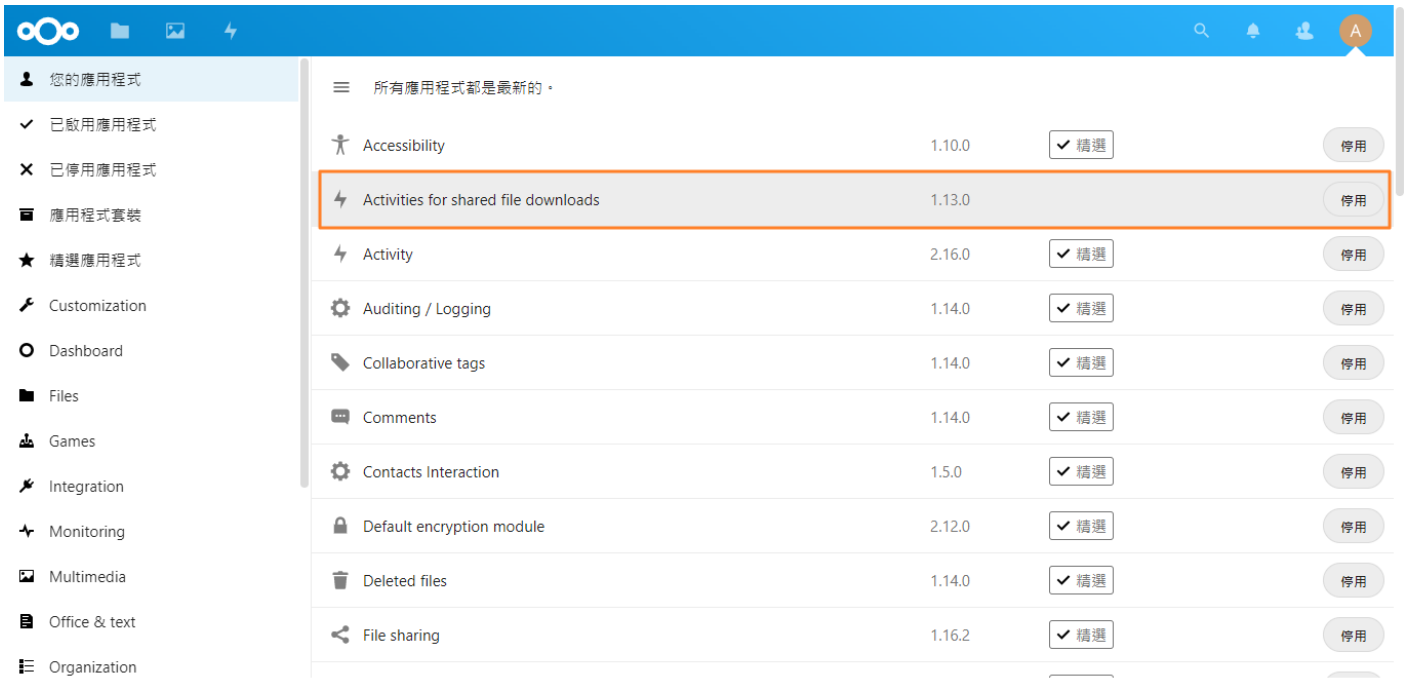 A
您的應用程式
已啟用應用程式
已停用應用程式
應用程式套裝
精選應用程式
Customization
Dashboard
Files
Games
Integration
Monitoring
Multimedia
Office & text
Organization
所有應用程式都是最新的。
Accessibility 1.10.0 精選 停用
Activities for shared file downloads 1.13.0 停用
Activity 2.16.0 精選 停用
Auditing / Logging 1.14.0 精選 停用
Collaborative tags 1.14.0 精選 停用
Comments 1.14.0 精選 停用
Contacts Interaction 1.5.0 精選 停用
Default encryption module 2.12.0 精選 停用
Deleted files 1.14.0 精選 停用
File sharing 1.16.2 精選 停用